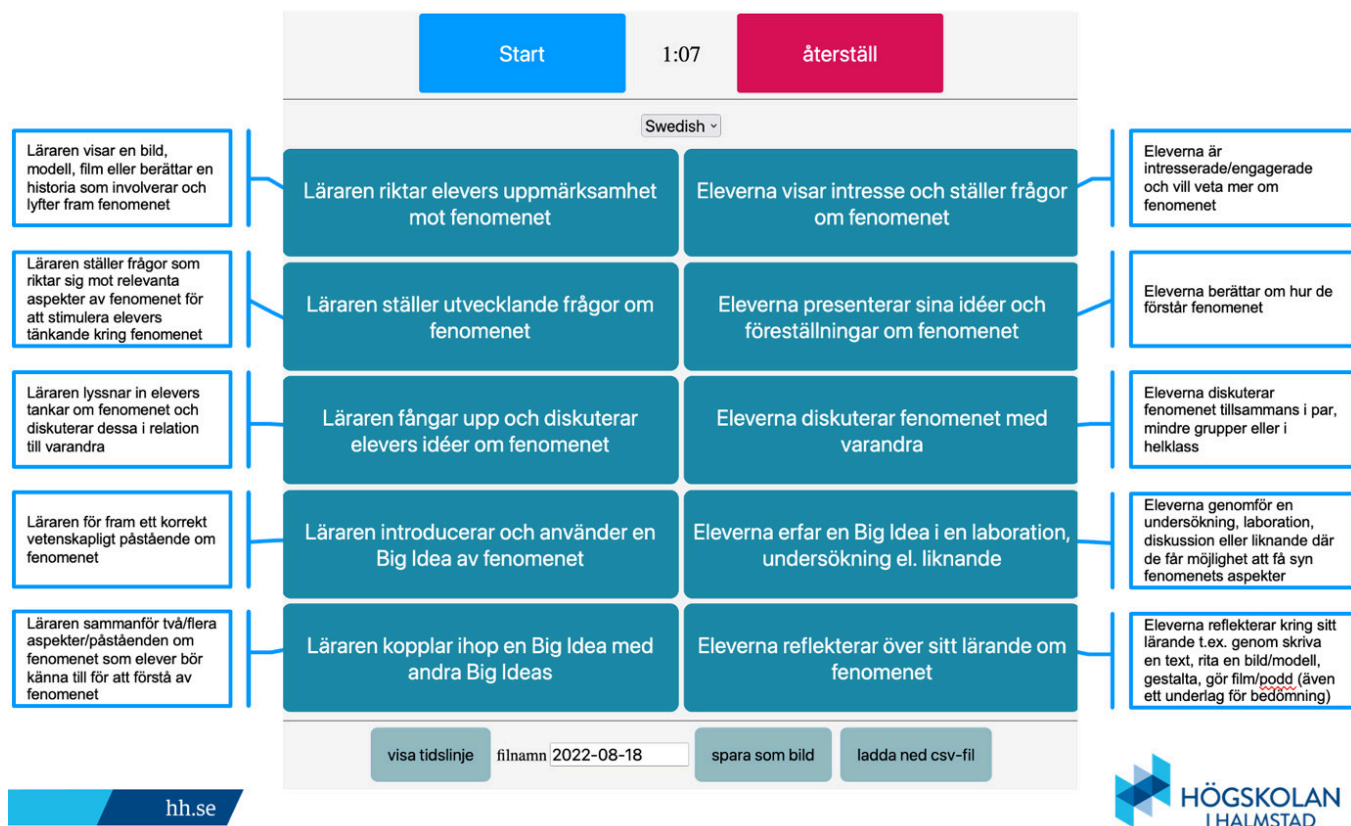 Start
1:07
återställ
Swedish
Läraren visar en bild,
modell, film eller berättar en
historia som involverar och
lyfter fram fenomenet
Läraren riktar elevers uppmärksamhet
mot fenomenet
Eleverna visar intresse och ställer frågor
om fenomenet
Eleverna är
intresserade/engagerade
och vill veta mer om
fenomenet
Läraren ställer frågor som
riktar sig mot relevanta
aspekter av fenomenet för
att stimulera elevers
tänkande kring fenomenet
Läraren ställer utvecklande frågor om
fenomenet
Eleverna presenterar sina idéer och
föreställningar om fenomenet
Eleverna berättar om hur de
förstår fenomenet
Läraren lyssnar in elevers
tankar om fenomenet och
diskuterar dessa i relation
till varandra
Läraren fångar upp och diskuterar
elevers idéer om fenomenet
Eleverna diskuterar fenomenet med
varandra
Eleverna diskuterar
fenomenet tillsammans i par,
mindre grupper eller i
helklass
Läraren för fram ett korrekt
vetenskapligt påstående om
fenomenet
Läraren introducerar och använder en
Big Idea av fenomenet
Eleverna erfar en Big Idea i en laboration,
undersökning el. liknande
Eleverna genomför en
undersökning, laboration,
diskussion eller liknande där
de får möjlighet att få syn
fenomenets aspekter
Läraren sammanför två/flera
aspekter/påståenden om
fenomenet som elever bör
känna till för att förstå av
fenomenet
Läraren kopplar ihop en Big Idea med
andra Big Ideas
Eleverna reflekterar över sitt lärande om
fenomenet
Eleverna reflekterar kring sitt
lärande t.ex. genom skriva
en text, rita en bild/modell,
gestalta, gör film/podd (även
ett underlag för bedömning)
visa tidslinje
filnamn 2022-08-18
spara som bild
ladda ned csv-fil
hh.se
HÖGSKOLAN
I HALMSTAD